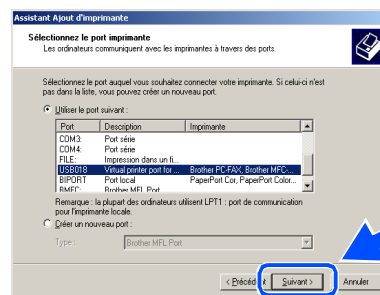 Assistant Ajout d'imprimante
Sélectionnez le port imprimante
Les ordinateurs communiquent avec les imprimantes à travers des ports.
Sélectionnez le port auquel vous souhaitez connecter votre imprimante. Si celui-ci n'est
pas dans la liste, vous pouvez créer un nouveau port.
Utiliser le port suivant :
Port Description Imprimante
COM3: Port série
COM4: Port série
FILE: Impression dans un fi...
USB018 Virtual printer port for ... Brother PC-FAX, Brother MFC-...
BIPORT Port local PaperPort Cor, PaperPort Color...
BMFC: Brother MFL Port
Remarque : la plupart des ordinateurs utilisent LPT1 : port de communication
pour l'imprimante locale.
Créer un nouveau port :
Type : Brother MFL Port
< Précéd t Suivant > Annuler